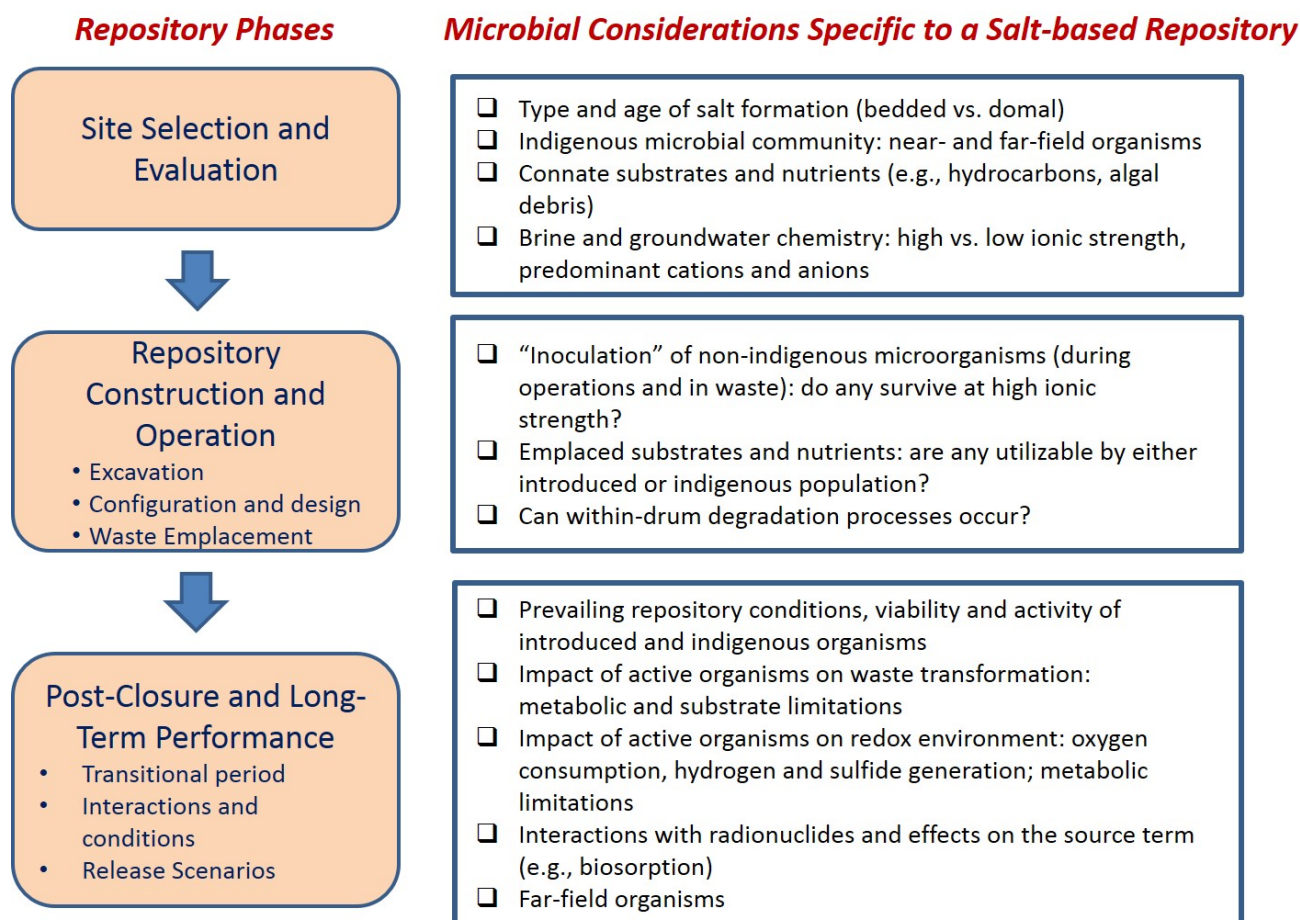 Repository Phases
Microbial Considerations Specific to a Salt-based Repository
Site Selection and
Evaluation
❑ Type and age of salt formation (bedded vs. domal)
❑ Indigenous microbial community: near- and far-field organisms
❑ Connate substrates and nutrients (e.g., hydrocarbons, algal
debris)
❑ Brine and groundwater chemistry: high vs. low ionic strength,
predominant cations and anions
Repository
Construction and
Operation
• Excavation
• Configuration and design
• Waste Emplacement
❑ “Inoculation” of non-indigenous microorganisms (during
operations and in waste): do any survive at high ionic
strength?
❑ Emplaced substrates and nutrients: are any utilizable by either
introduced or indigenous population?
❑ Can within-drum degradation processes occur?
Post-Closure and Long-
Term Performance
• Transitional period
• Interactions and
conditions
• Release Scenarios
❑ Prevailing repository conditions, viability and activity of
introduced and indigenous organisms
❑ Impact of active organisms on waste transformation:
metabolic and substrate limitations
❑ Impact of active organisms on redox environment: oxygen
consumption, hydrogen and sulfide generation; metabolic
limitations
❑ Interactions with radionuclides and effects on the source term
(e.g., biosorption)
❑ Far-field organisms